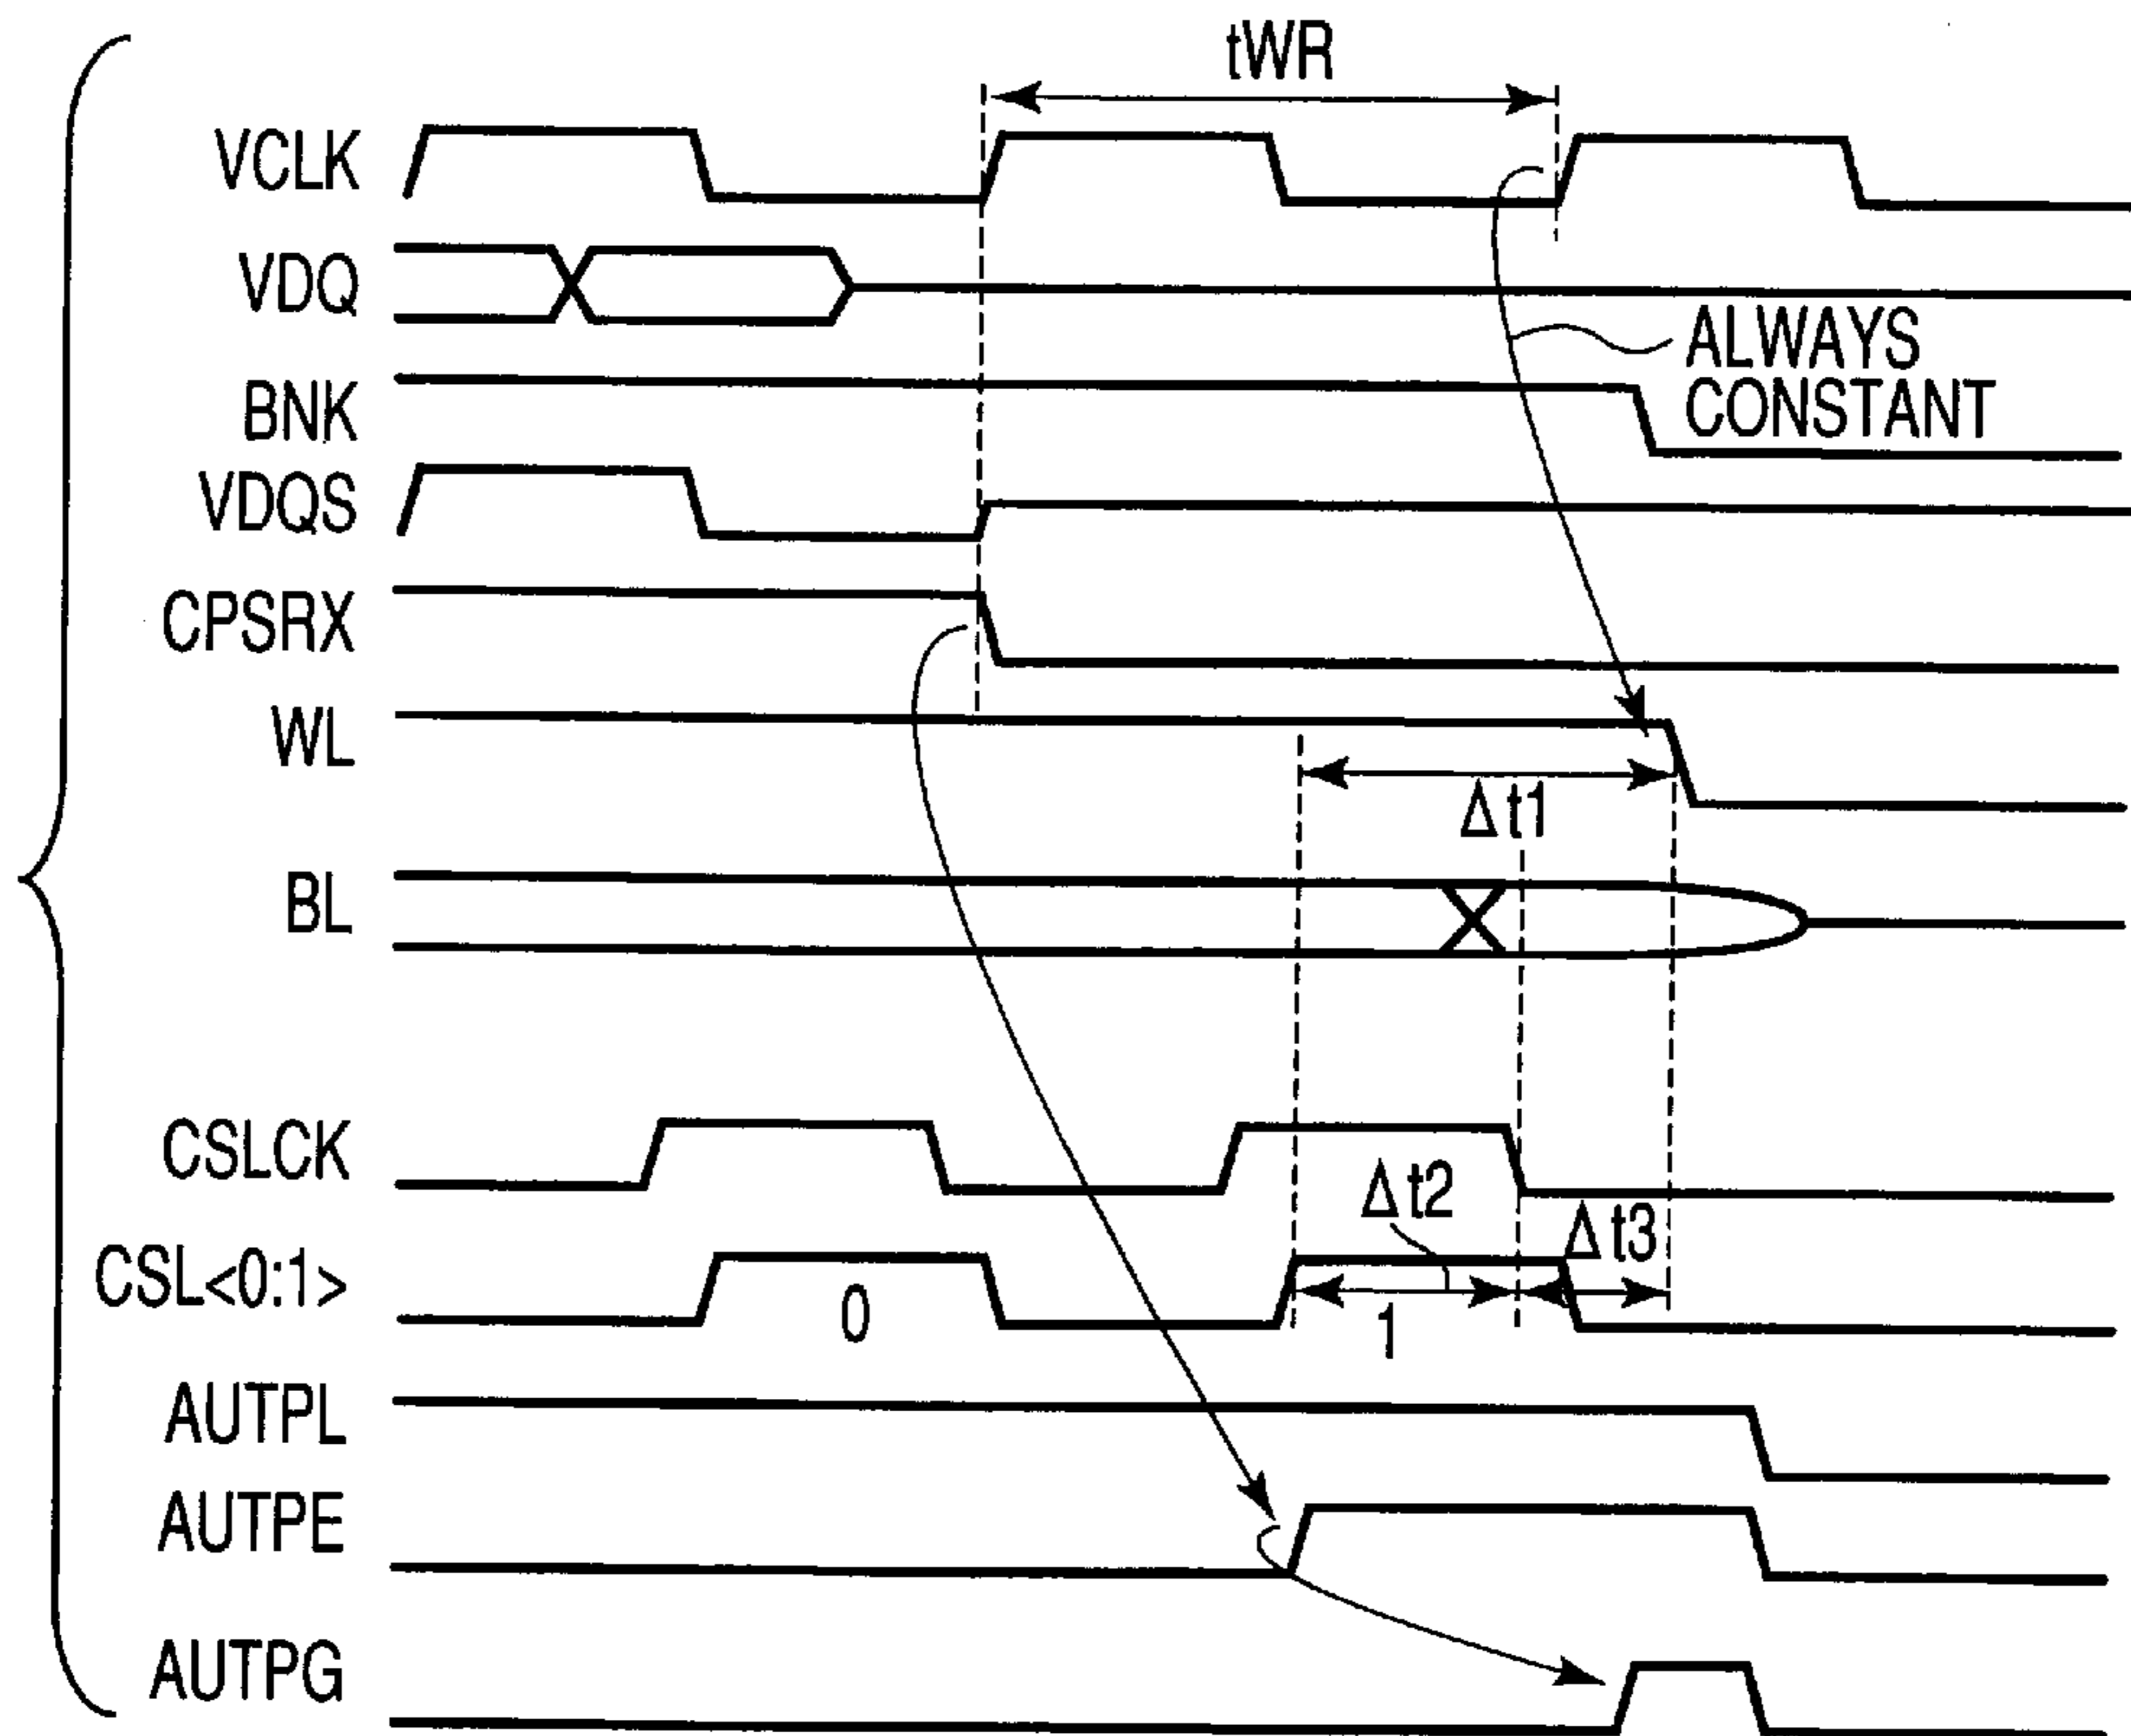 tWR
VCLK
VDQ
ALWAYS
CONSTANT
BNK
VDQS
CPSRX
WL
Δt1
BL
CSLCK
Δt2
Δt3
CSL<0:1>
0
1
AUTPL
AUTPE
AUTPG